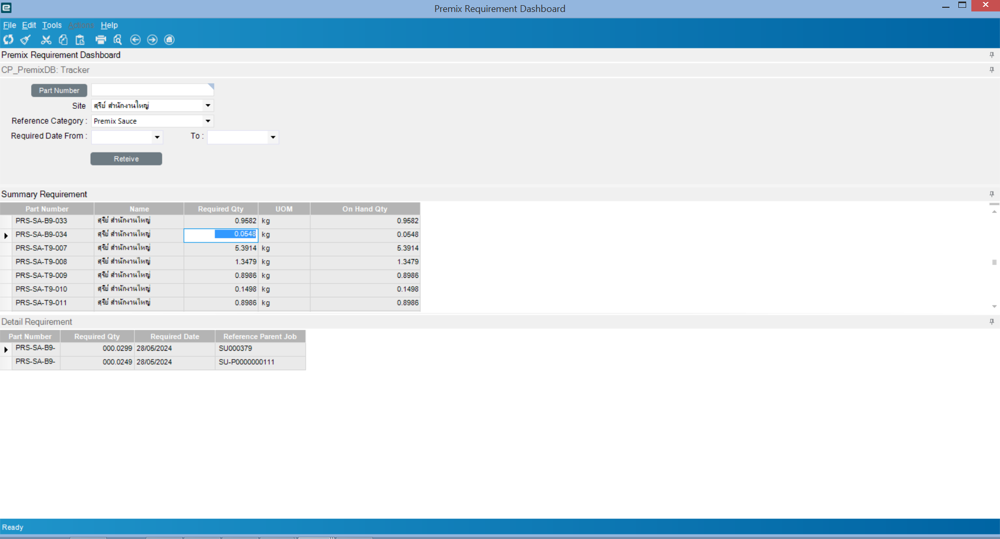 Premix Requirement Dashboard
File Edit Tools Actions Help
Premix Requirement Dashboard
CP_PremixDB: Tracker
Part Number
Site สุรีย์ สำนักงานใหญ่
Reference Category : Premix Sauce
Required Date From : To :
Reteive
Summary Requirement
Part Number Name Required Qty UOM On Hand Qty
PRS-SA-B9-033 สุรีย์ สำนักงานใหญ่ 0.9582 kg 0.9582
PRS-SA-B9-034 สุรีย์ สำนักงานใหญ่ 0.0548 kg 0.0548
PRS-SA-T9-007 สุรีย์ สำนักงานใหญ่ 5.3914 kg 5.3914
PRS-SA-T9-008 สุรีย์ สำนักงานใหญ่ 1.3479 kg 1.3479
PRS-SA-T9-009 สุรีย์ สำนักงานใหญ่ 0.8986 kg 0.8986
PRS-SA-T9-010 สุรีย์ สำนักงานใหญ่ 0.1498 kg 0.1498
PRS-SA-T9-011 สุรีย์ สำนักงานใหญ่ 0.8986 kg 0.8986
Detail Requirement
Part Number Required Qty Required Date Reference Parent Job
PRS-SA-B9- 000.0299 28/05/2024 SU000379
PRS-SA-B9- 000.0249 28/05/2024 SU-P0000000111
Ready